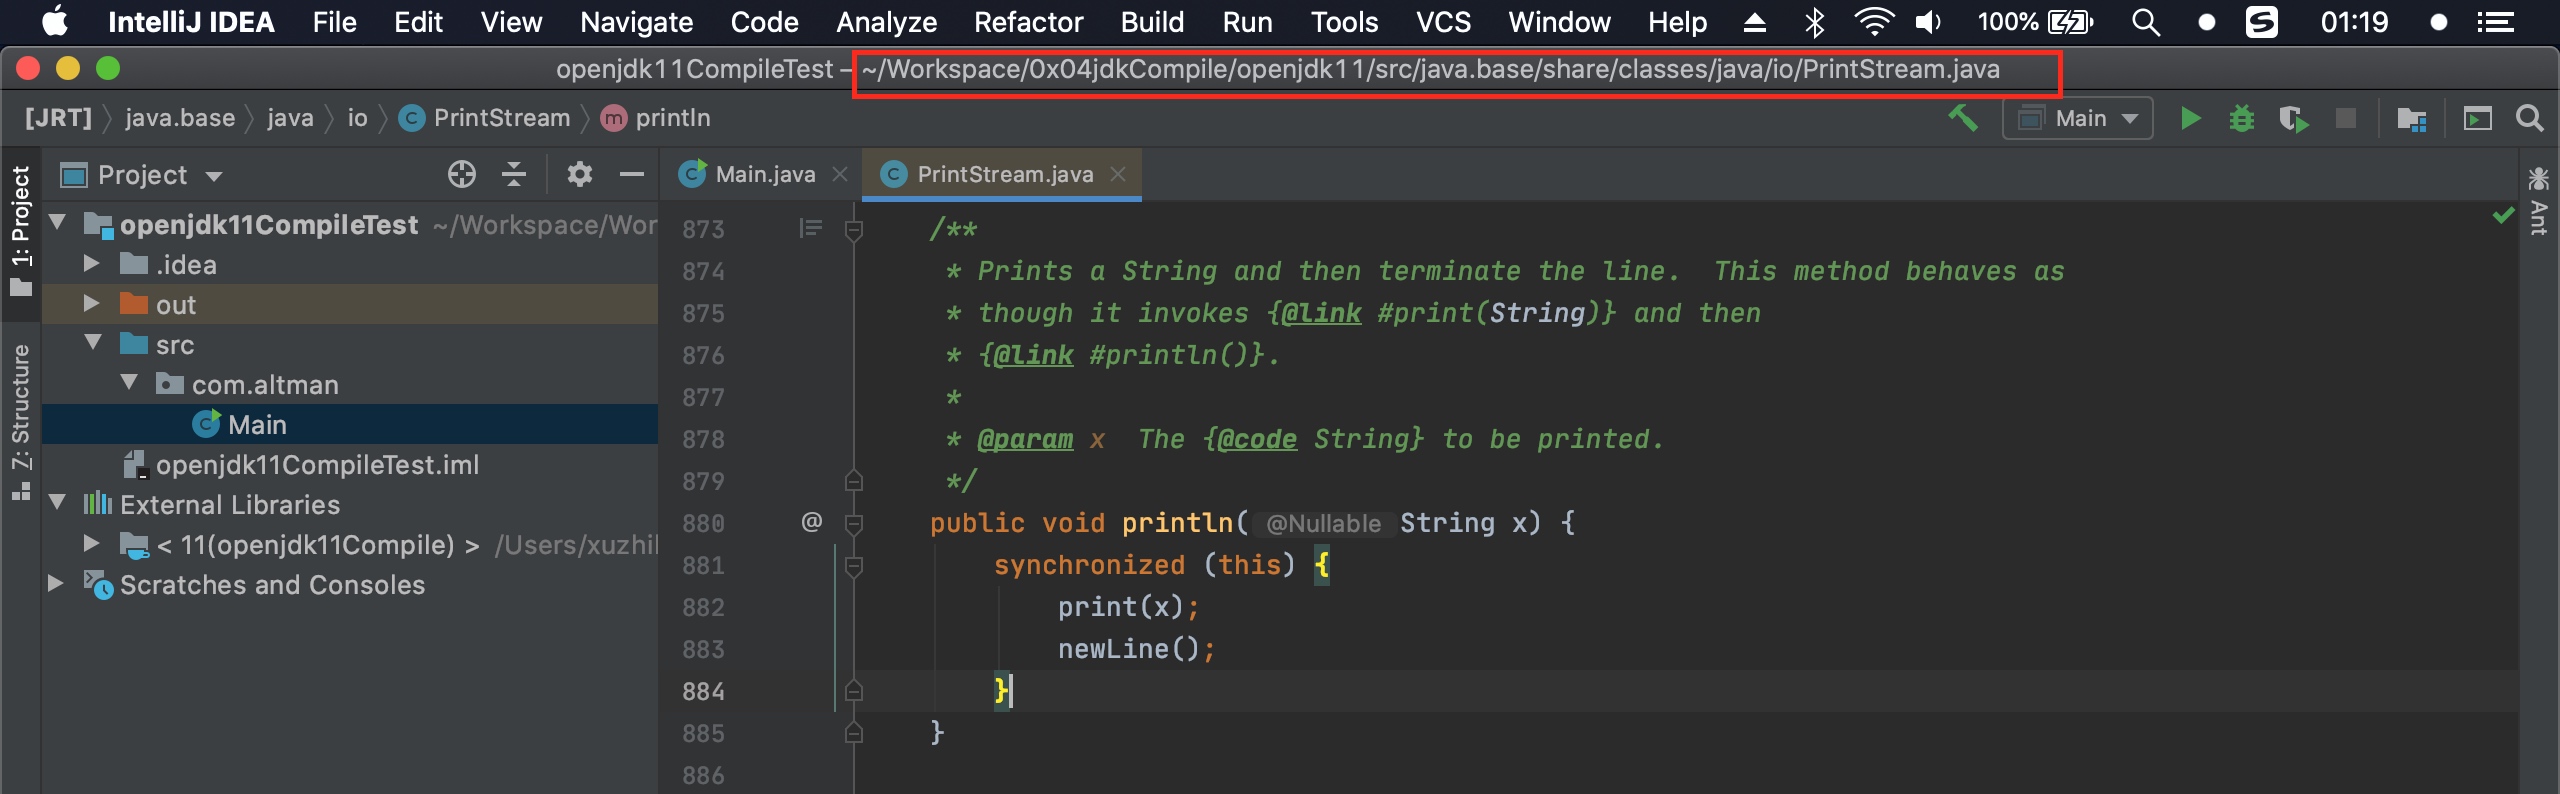 IntelliJ IDEA File Edit View Navigate Code Analyze Refactor Build Run Tools VCS Window Help 100% 01:19
openjdk11CompileTest – ~/Workspace/0x04jdkCompile/openjdk11/src/java.base/share/classes/java/io/PrintStream.java
[JRT] java.base java io PrintStream println Main
Project Main.java PrintStream.java
1: Project
Z: Structure
openjdk11CompileTest ~/Workspace/Wor
.idea
out
src
com.altman
Main
openjdk11CompileTest.iml
External Libraries
< 11(openjdk11Compile) > /Users/xuzhil
Scratches and Consoles
873 /**
874 * Prints a String and then terminate the line.  This method behaves as
875 * though it invokes {@link #print(String)} and then
876 * {@link #println()}.
877 *
878 * @param x  The {@code String} to be printed.
879 */
880 @ public void println( @Nullable String x) {
881 synchronized (this) {
882 print(x);
883 newLine();
884 }
885 }
886
Ant